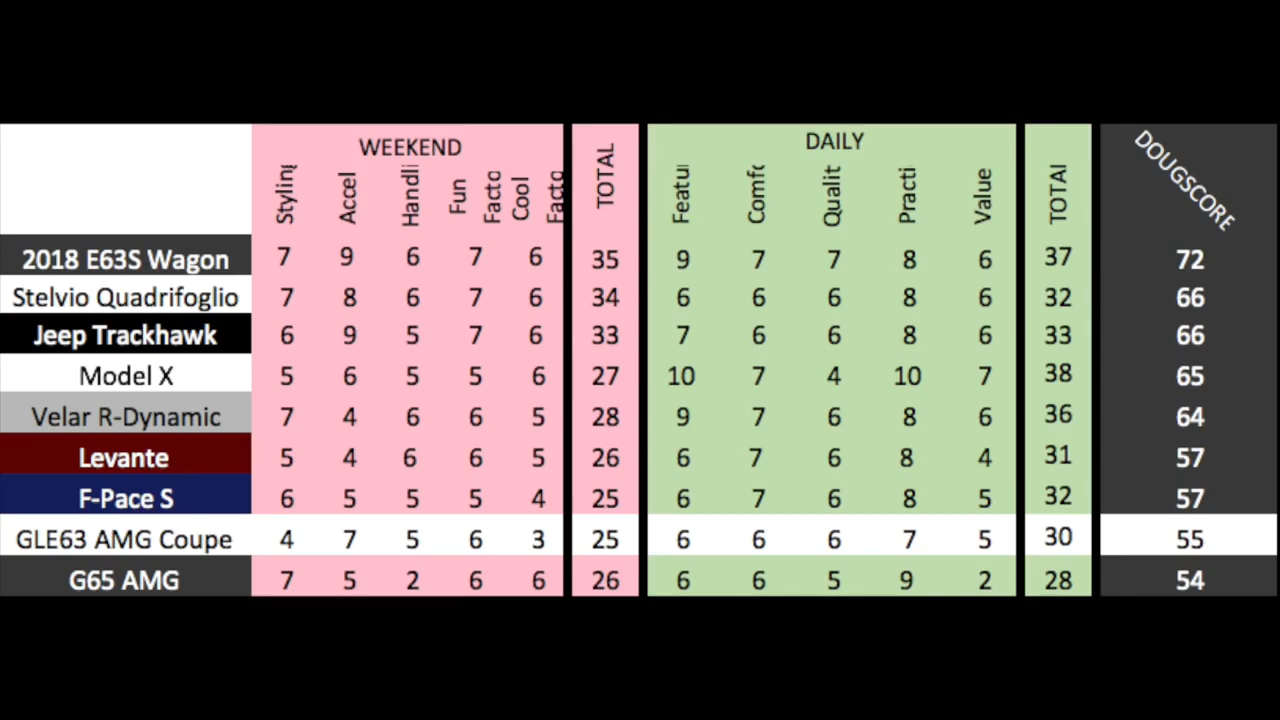 WEEKEND DAILY DOUGSCORE
Stylin Accel Handli Fun Facto Cool Facto TOTAL Featu Comfo Qualit Practi Value TOTAL
2018 E63S Wagon 7 9 6 7 6 35 9 7 7 8 6 37 72
Stelvio Quadrifoglio 7 8 6 7 6 34 6 6 6 8 6 32 66
Jeep Trackhawk 6 9 5 7 6 33 7 6 6 8 6 33 66
Model X 5 6 5 5 6 27 10 7 4 10 7 38 65
Velar R-Dynamic 7 4 6 6 5 28 9 7 6 8 6 36 64
Levante 5 4 6 6 5 26 6 7 6 8 4 31 57
F-Pace S 6 5 5 5 4 25 6 7 6 8 5 32 57
GLE63 AMG Coupe 4 7 5 6 3 25 6 6 6 7 5 30 55
G65 AMG 7 5 2 6 6 26 6 6 5 9 2 28 54